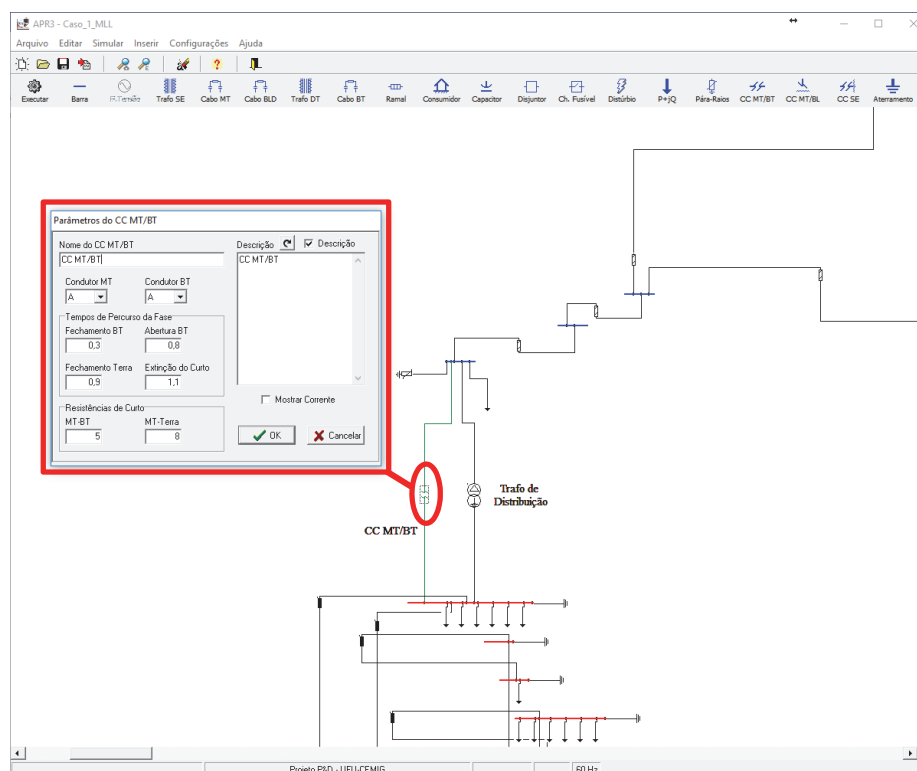 APR3 - Caso_1_MLL
Arquivo Editar Simular Inserir Configurações Ajuda
Executar Barra R.Tensão Trafo SE Cabo MT Cabo BLD Trafo DT Cabo BT Ramal Consumidor Capacitor Disjuntor Ch. Fusível Distúrbio P+jQ Pára-Raios CC MT/BT CC MT/BL CC SE Aterramento
Parâmetros do CC MT/BT
Nome do CC MT/BT
CC MT/BT
Descrição Descrição
CC MT/BT
Condutor MT Condutor BT
A A
Tempos de Percurso da Fase
Fechamento BT Abertura BT
0,3 0,8
Fechamento Terra Extinção do Curto
0,9 1,1
Mostrar Corrente
Resistências de Curto
MT-BT MT-Terra
5 8
OK Cancelar
Trafo de
Distribuição
CC MT/BT
Projeto P&D - UFU-CEMIG 60 Hz